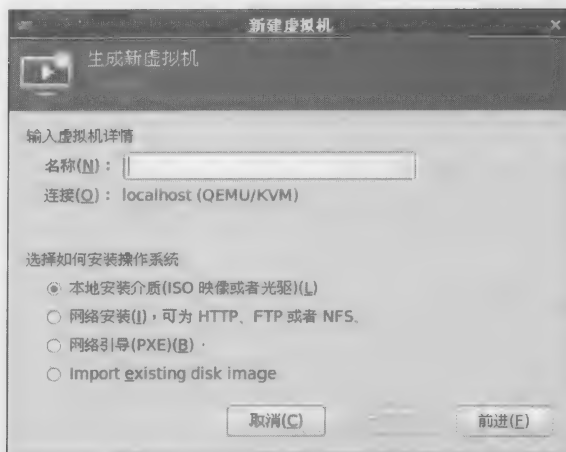 新建虚拟机
生成新虚拟机
输入虚拟机详情
名称(N)：
连接(O)： localhost (QEMU/KVM)
选择如何安装操作系统
本地安装介质(ISO 映像或者光驱)(L)
网络安装(I)，可为 HTTP、FTP 或者 NFS。
网络引导(PXE)(B)
Import existing disk image
取消(C)
前进(F)